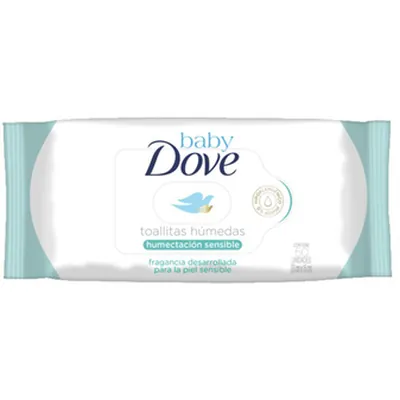 baby
Dove
toallitas húmedas
humectación sensible
fragancia desarrollada
para la piel sensible